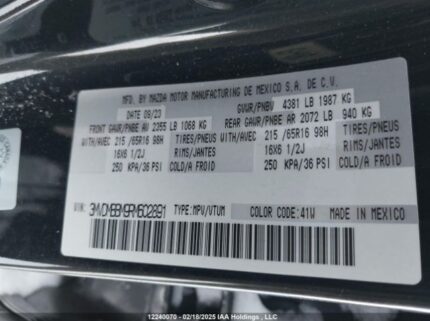 MFD. BY MAZDA MOTOR MANUFACTURING DE MEXICO S.A. DE C.V.
DATE 09/23 GVWR/PNBV 4381 LB 1987 KG
FRONT GAWR/PNBE AV 2355 LB 1068 KG REAR GAWR/PNBE AR 2072 LB 940 KG
WITH/AVEC 215 /65R16 98H TIRES/PNEUS WITH/AVEC 215 /65R16 98H TIRES/PNEUS
16X6 1/2J RIMS/JANTES 16X6 1/2J RIMS/JANTES
250 KPA/36 PSI COLD/A FROID 250 KPA/36 PSI COLD/A FROID
TYPE:MPV/VTUM COLOR CODE:41W MADE IN MEXICO
12240070 - 02/18/2025 IAA Holdings , LLC